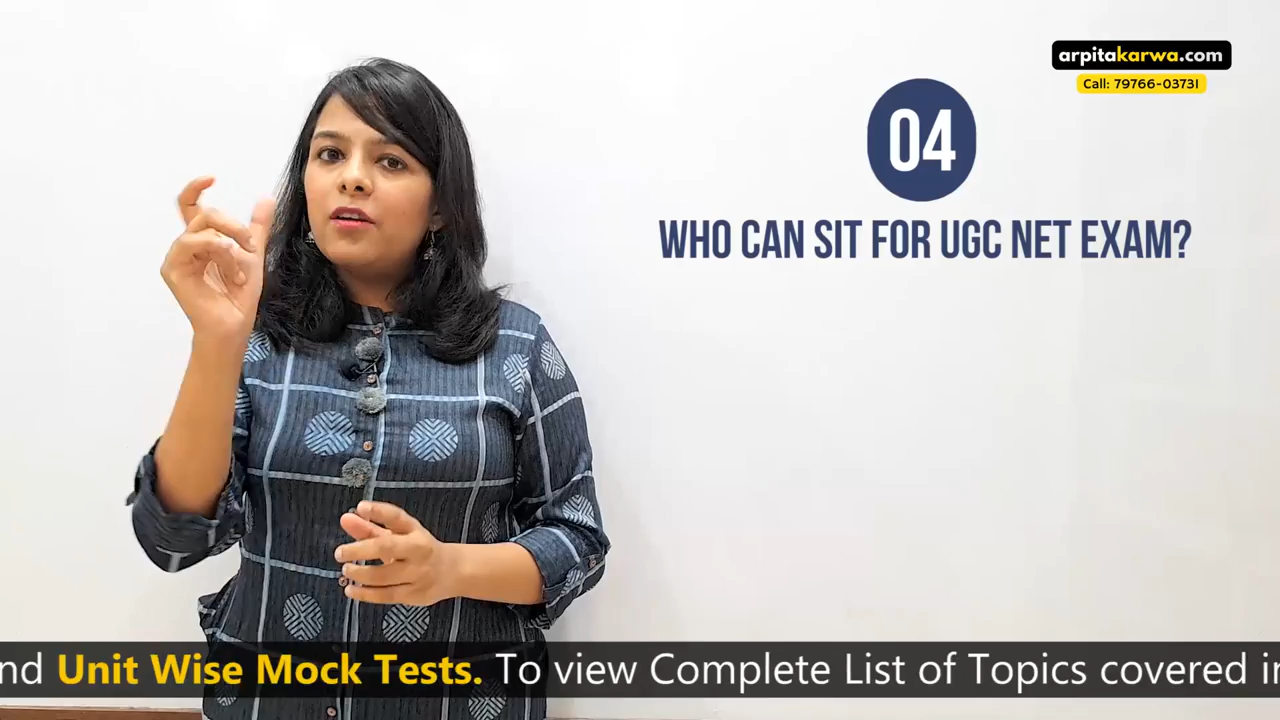 arpitakarwa.com
Call: 79766-03731
04
WHO CAN SIT FOR UGC NET EXAM?
nd Unit Wise Mock Tests. To view Complete List of Topics covered in